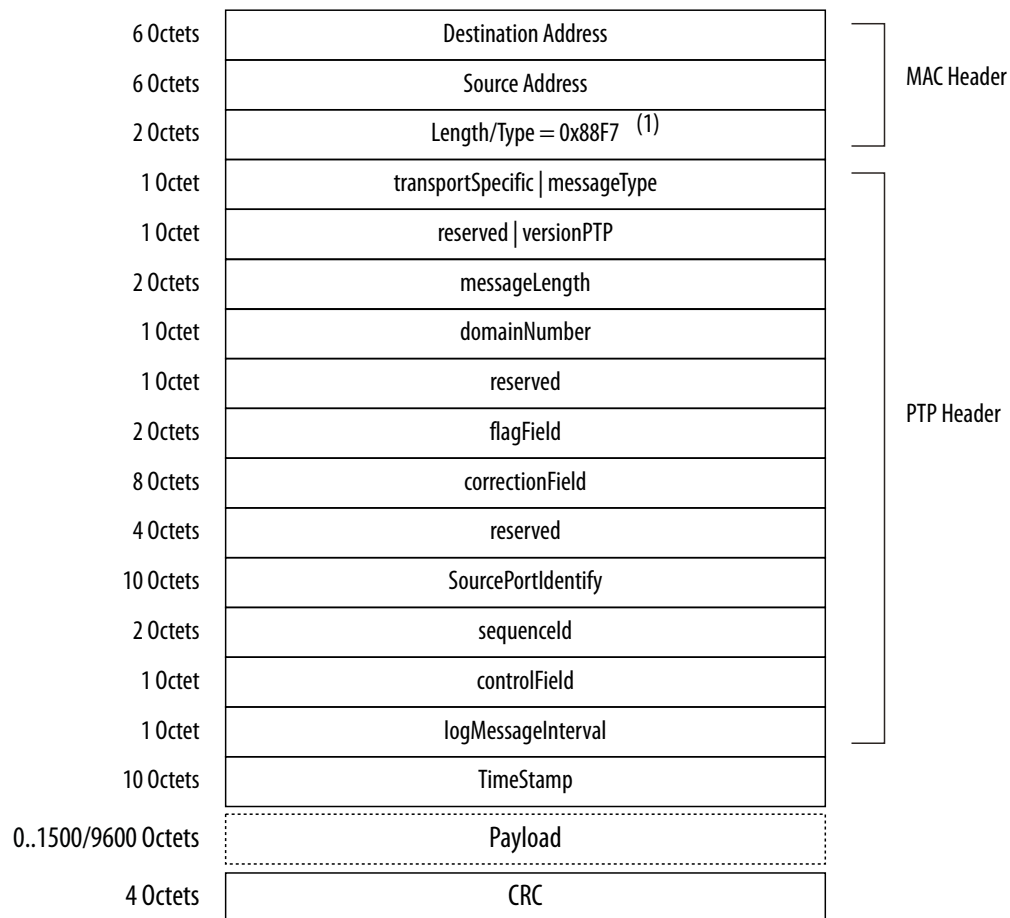 6 Octets Destination Address
6 Octets Source Address
MAC Header
2 Octets Length/Type = 0x88F7 (1)
1 Octet transportSpecific | messageType
1 Octet reserved | versionPTP
2 Octets messageLength
1 Octet domainNumber
1 Octet reserved
2 Octets flagField
PTP Header
8 Octets correctionField
4 Octets reserved
10 Octets SourcePortIdentify
2 Octets sequenceId
1 Octet controlField
1 Octet logMessageInterval
10 Octets TimeStamp
0..1500/9600 Octets Payload
4 Octets CRC